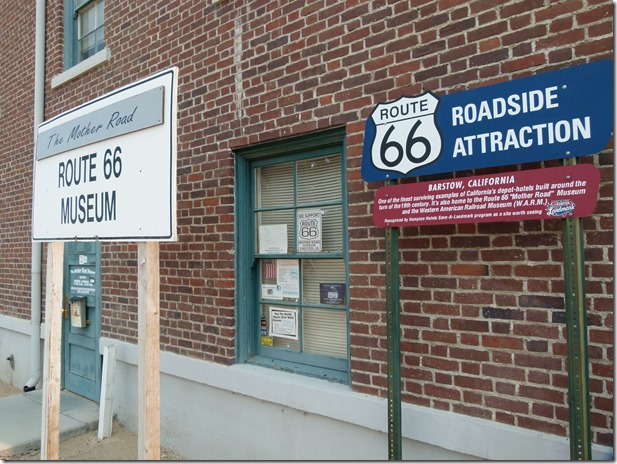 The Mother Road
ROUTE 66
MUSEUM
ROUTE
66
ROADSIDE
ATTRACTION
BARSTOW, CALIFORNIA
One of the finest surviving examples of California's depot-hotels built around the
turn of the 19th century. It's also home to the Route 66 "Mother Road" Museum
and the Western American Railroad Museum (W.A.R.M.)
Recognized by Hampton Hotels Save-A-Landmark program as a site worth seeing
WE SUPPORT
ROUTE
66